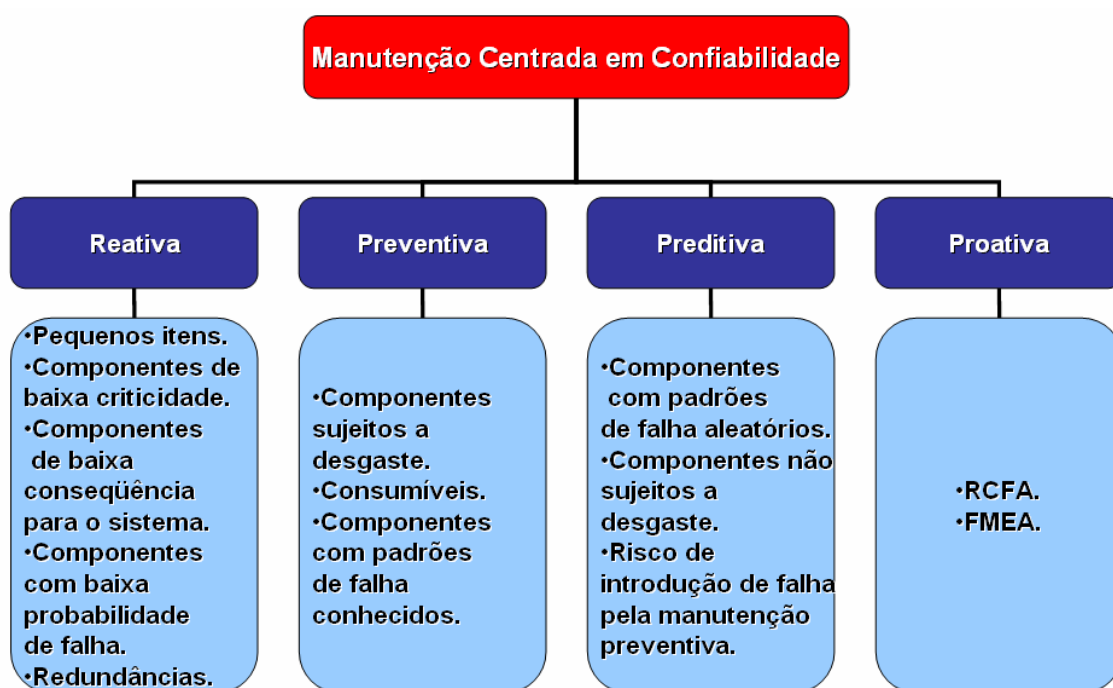 Manutenção Centrada em Confiabilidade
Reativa
Preventiva
Preditiva
Proativa
•Pequenos itens.
•Componentes de
baixa criticidade.
•Componentes
de baixa
conseqüência
para o sistema.
•Componentes
com baixa
probabilidade
de falha.
•Redundâncias.
•Componentes
sujeitos a
desgaste.
•Consumíveis.
•Componentes
com padrões
de falha
conhecidos.
•Componentes
com padrões
de falha aleatórios.
•Componentes não
sujeitos a
desgaste.
•Risco de
introdução de falha
pela manutenção
preventiva.
•RCFA.
•FMEA.